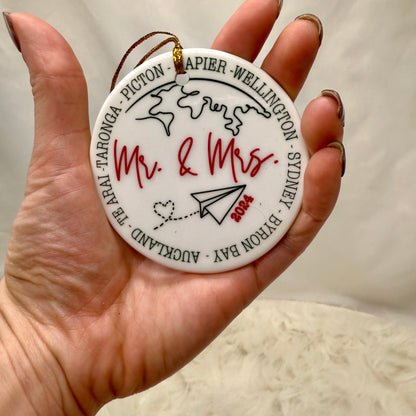 TE ARAI -TARONGA- PICTON - NAPIER -WELLINGTON- SYDNEY - BYRON BAY - AUCKLAND-
Mr. & Mrs.
2024